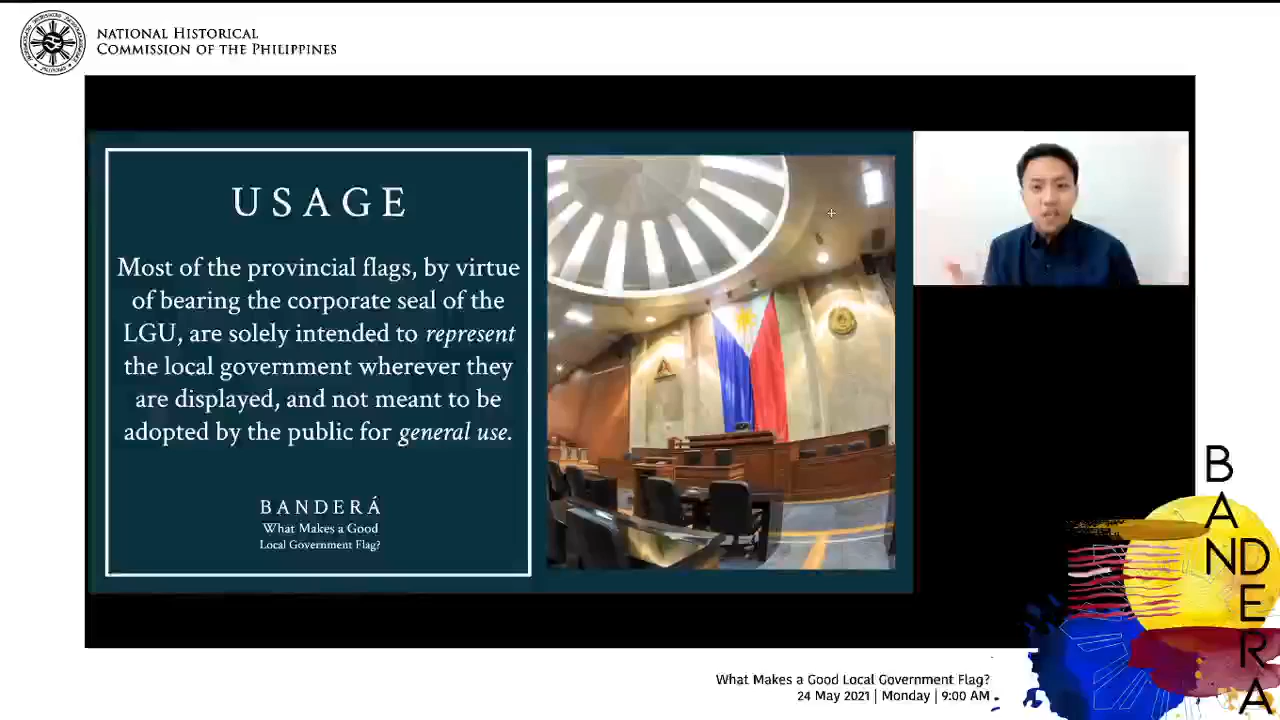 NATIONAL HISTORICAL
COMMISSION OF THE PHILIPPINES
USAGE
Most of the provincial flags, by virtue
of bearing the corporate seal of the
LGU, are solely intended to represent
the local government wherever they
are displayed, and not meant to be
adopted by the public for general use.
BANDERÁ
What Makes a Good
Local Government Flag?
BANDERA
What Makes a Good Local Government Flag?
24 May 2021 | Monday | 9:00 AM